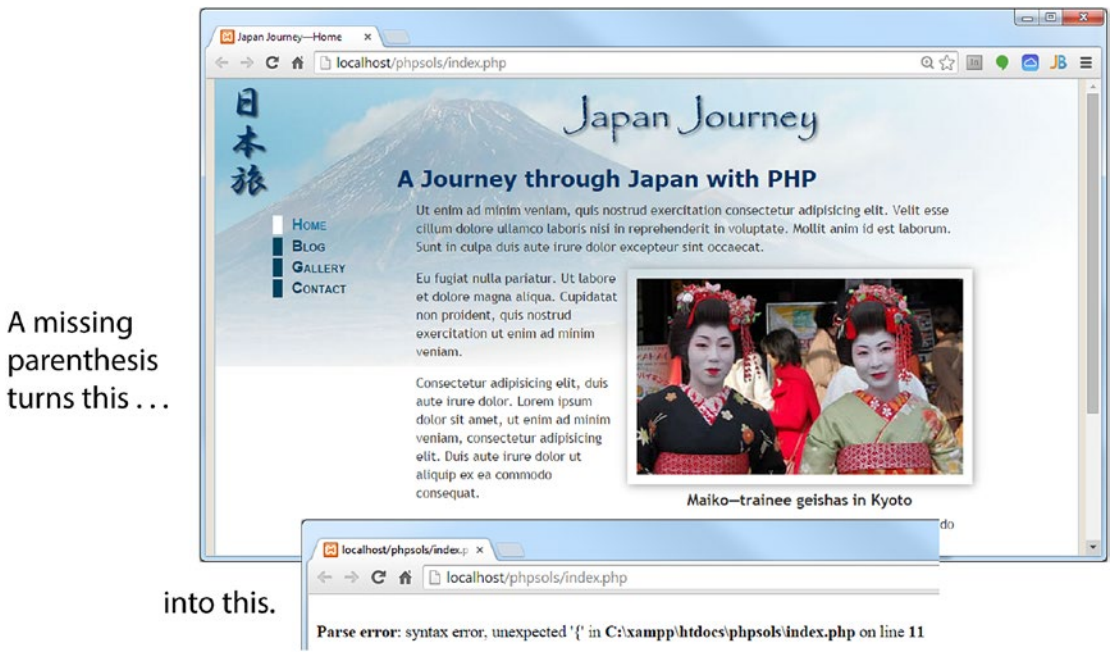 Japan Journey—Home
localhost/phpsols/index.php
JB
日本旅
Japan Journey
A Journey through Japan with PHP
HOME
BLOG
GALLERY
CONTACT
Ut enim ad minim veniam, quis nostrud exercitation consectetur adipisicing elit. Velit esse
cillum dolore ullamco laboris nisi in reprehenderit in voluptate. Mollit anim id est laborum.
Sunt in culpa duis aute irure dolor excepteur sint occaecat.
Eu fugiat nulla pariatur. Ut labore
et dolore magna aliqua. Cupidatat
non proident, quis nostrud
exercitation ut enim ad minim
veniam.
Consectetur adipisicing elit, duis
aute irure dolor. Lorem ipsum
dolor sit amet, ut enim ad minim
veniam, consectetur adipisicing
elit. Duis aute irure dolor ut
aliquip ex ea commodo
consequat.
Maiko—trainee geishas in Kyoto
do
A missing
parenthesis
turns this . . .
into this.
localhost/phpsols/index.p
localhost/phpsols/index.php
Parse error: syntax error, unexpected '{' in C:\xampp\htdocs\phpsols\index.php on line 11